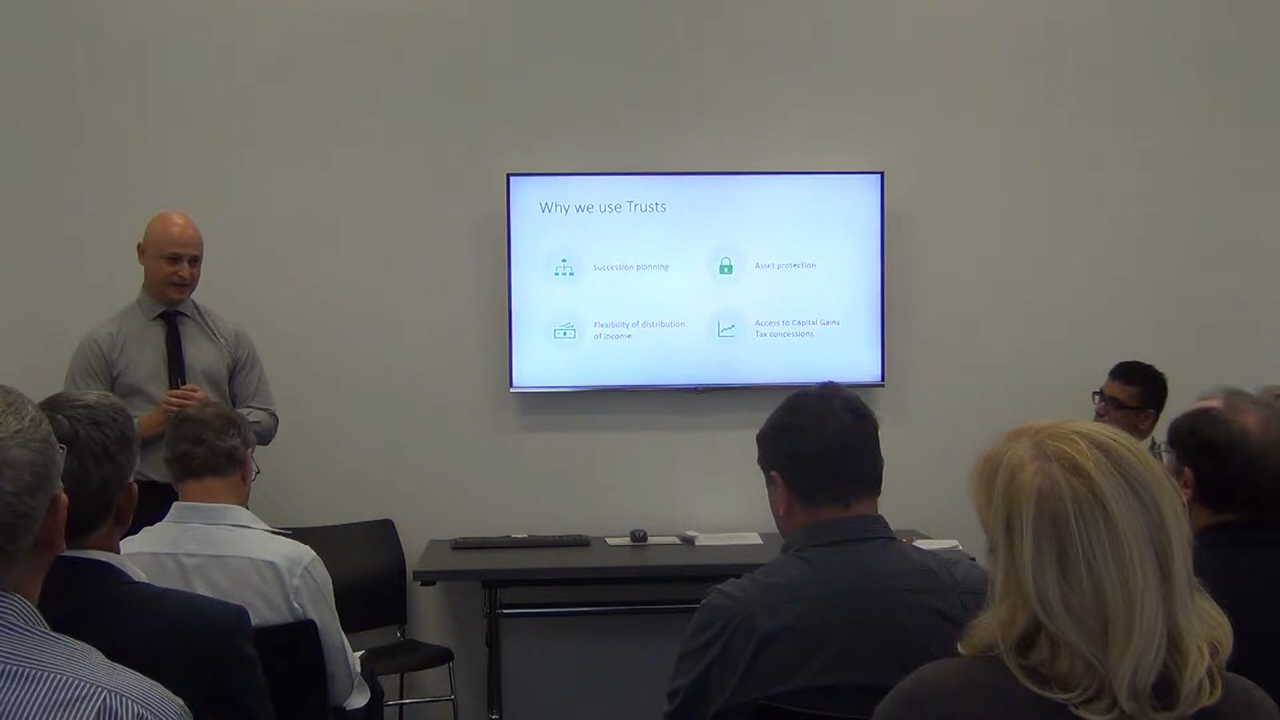 Why we use Trusts
Succession planning
Asset protection
Flexibility of distribution
of income
Access to Capital Gains
Tax concessions